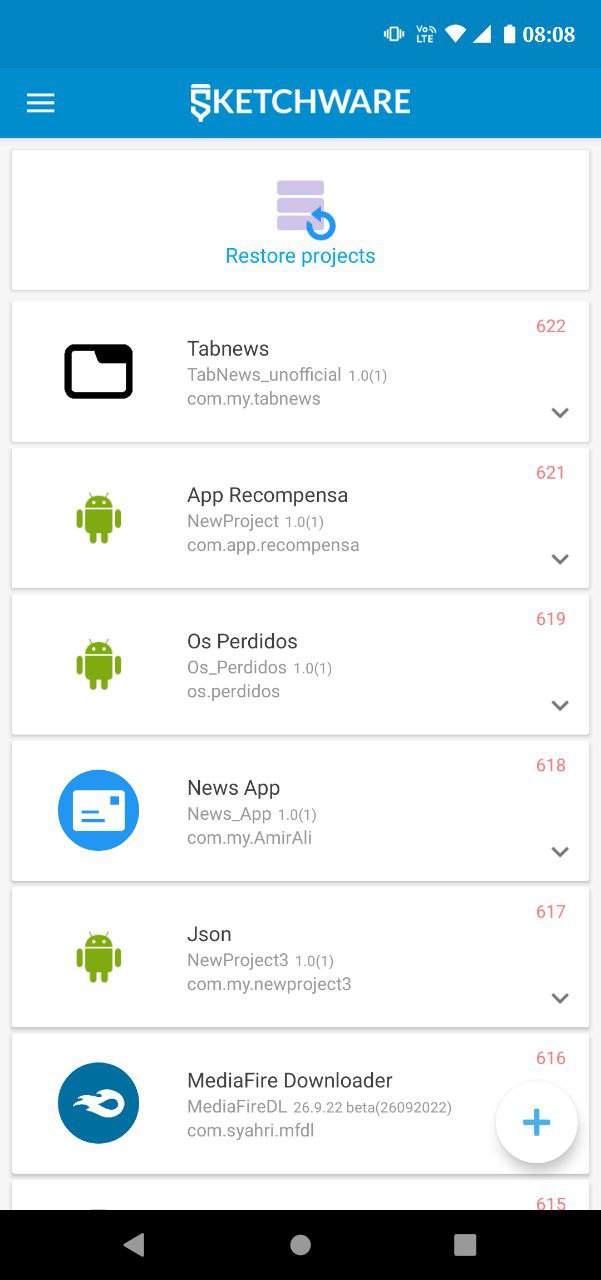 Vo LTE 08:08
SKETCHWARE
Restore projects
622
Tabnews
TabNews_unofficial 1.0(1)
com.my.tabnews
621
App Recompensa
NewProject 1.0(1)
com.app.recompensa
619
Os Perdidos
Os_Perdidos 1.0(1)
os.perdidos
618
News App
News_App 1.0(1)
com.my.AmirAli
617
Json
NewProject3 1.0(1)
com.my.newproject3
616
MediaFire Downloader
MediaFireDL 26.9.22 beta(26092022)
com.syahri.mfdl
615